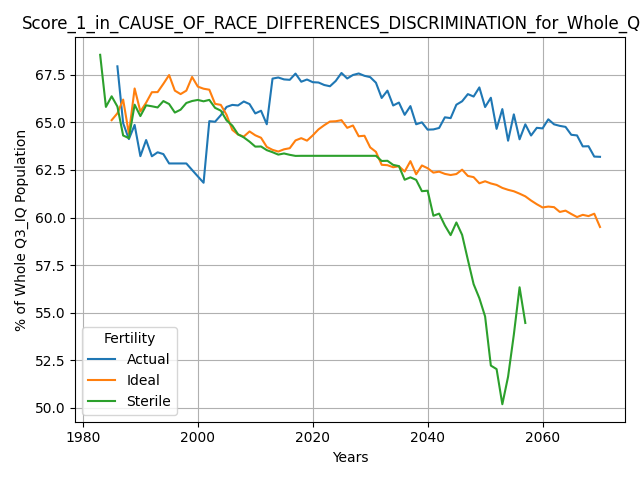 Score_1_in_CAUSE_OF_RACE_DIFFERENCES_DISCRIMINATION_for_Whole_Q
% of Whole Q3_IQ Population
67.5
65.0
62.5
60.0
57.5
55.0
52.5
50.0
Fertility
Actual
Ideal
Sterile
1980
2000
2020
2040
2060
Years